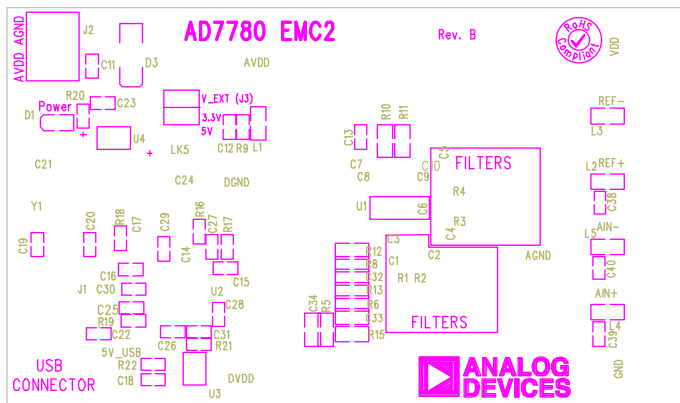 AD7780 EMC2
Rev. B
RoHS
Compliant
VDD
AVDD AGND
J2
C11
D3
AVDD
R20
C23
Power
D1
+
U4
+
V_EXT (J3)
3.3V
5V
LK5
C12
R9
L1
C13
R10
R11
REF-
L3
C21
C24
DGND
C7
C8
C10
C5
C9
FILTERS
L2
REF+
C38
Y1
U1
C6
R4
R3
C4
C19
C20
R18
C17
C29
R16
C27
R17
C14
C3
C2
AGND
L5
AIN-
C40
C16
C15
R12
R8
C32
C1
R1
R2
J1
C30
U2
R13
AIN+
C25
C28
C34
R5
R6
C33
FILTERS
L4
R19
C22
C26
C31
R21
R15
C39
5V_USB
R22
C18
U3
DVDD
GND
USB
CONNECTOR
ANALOG
DEVICES